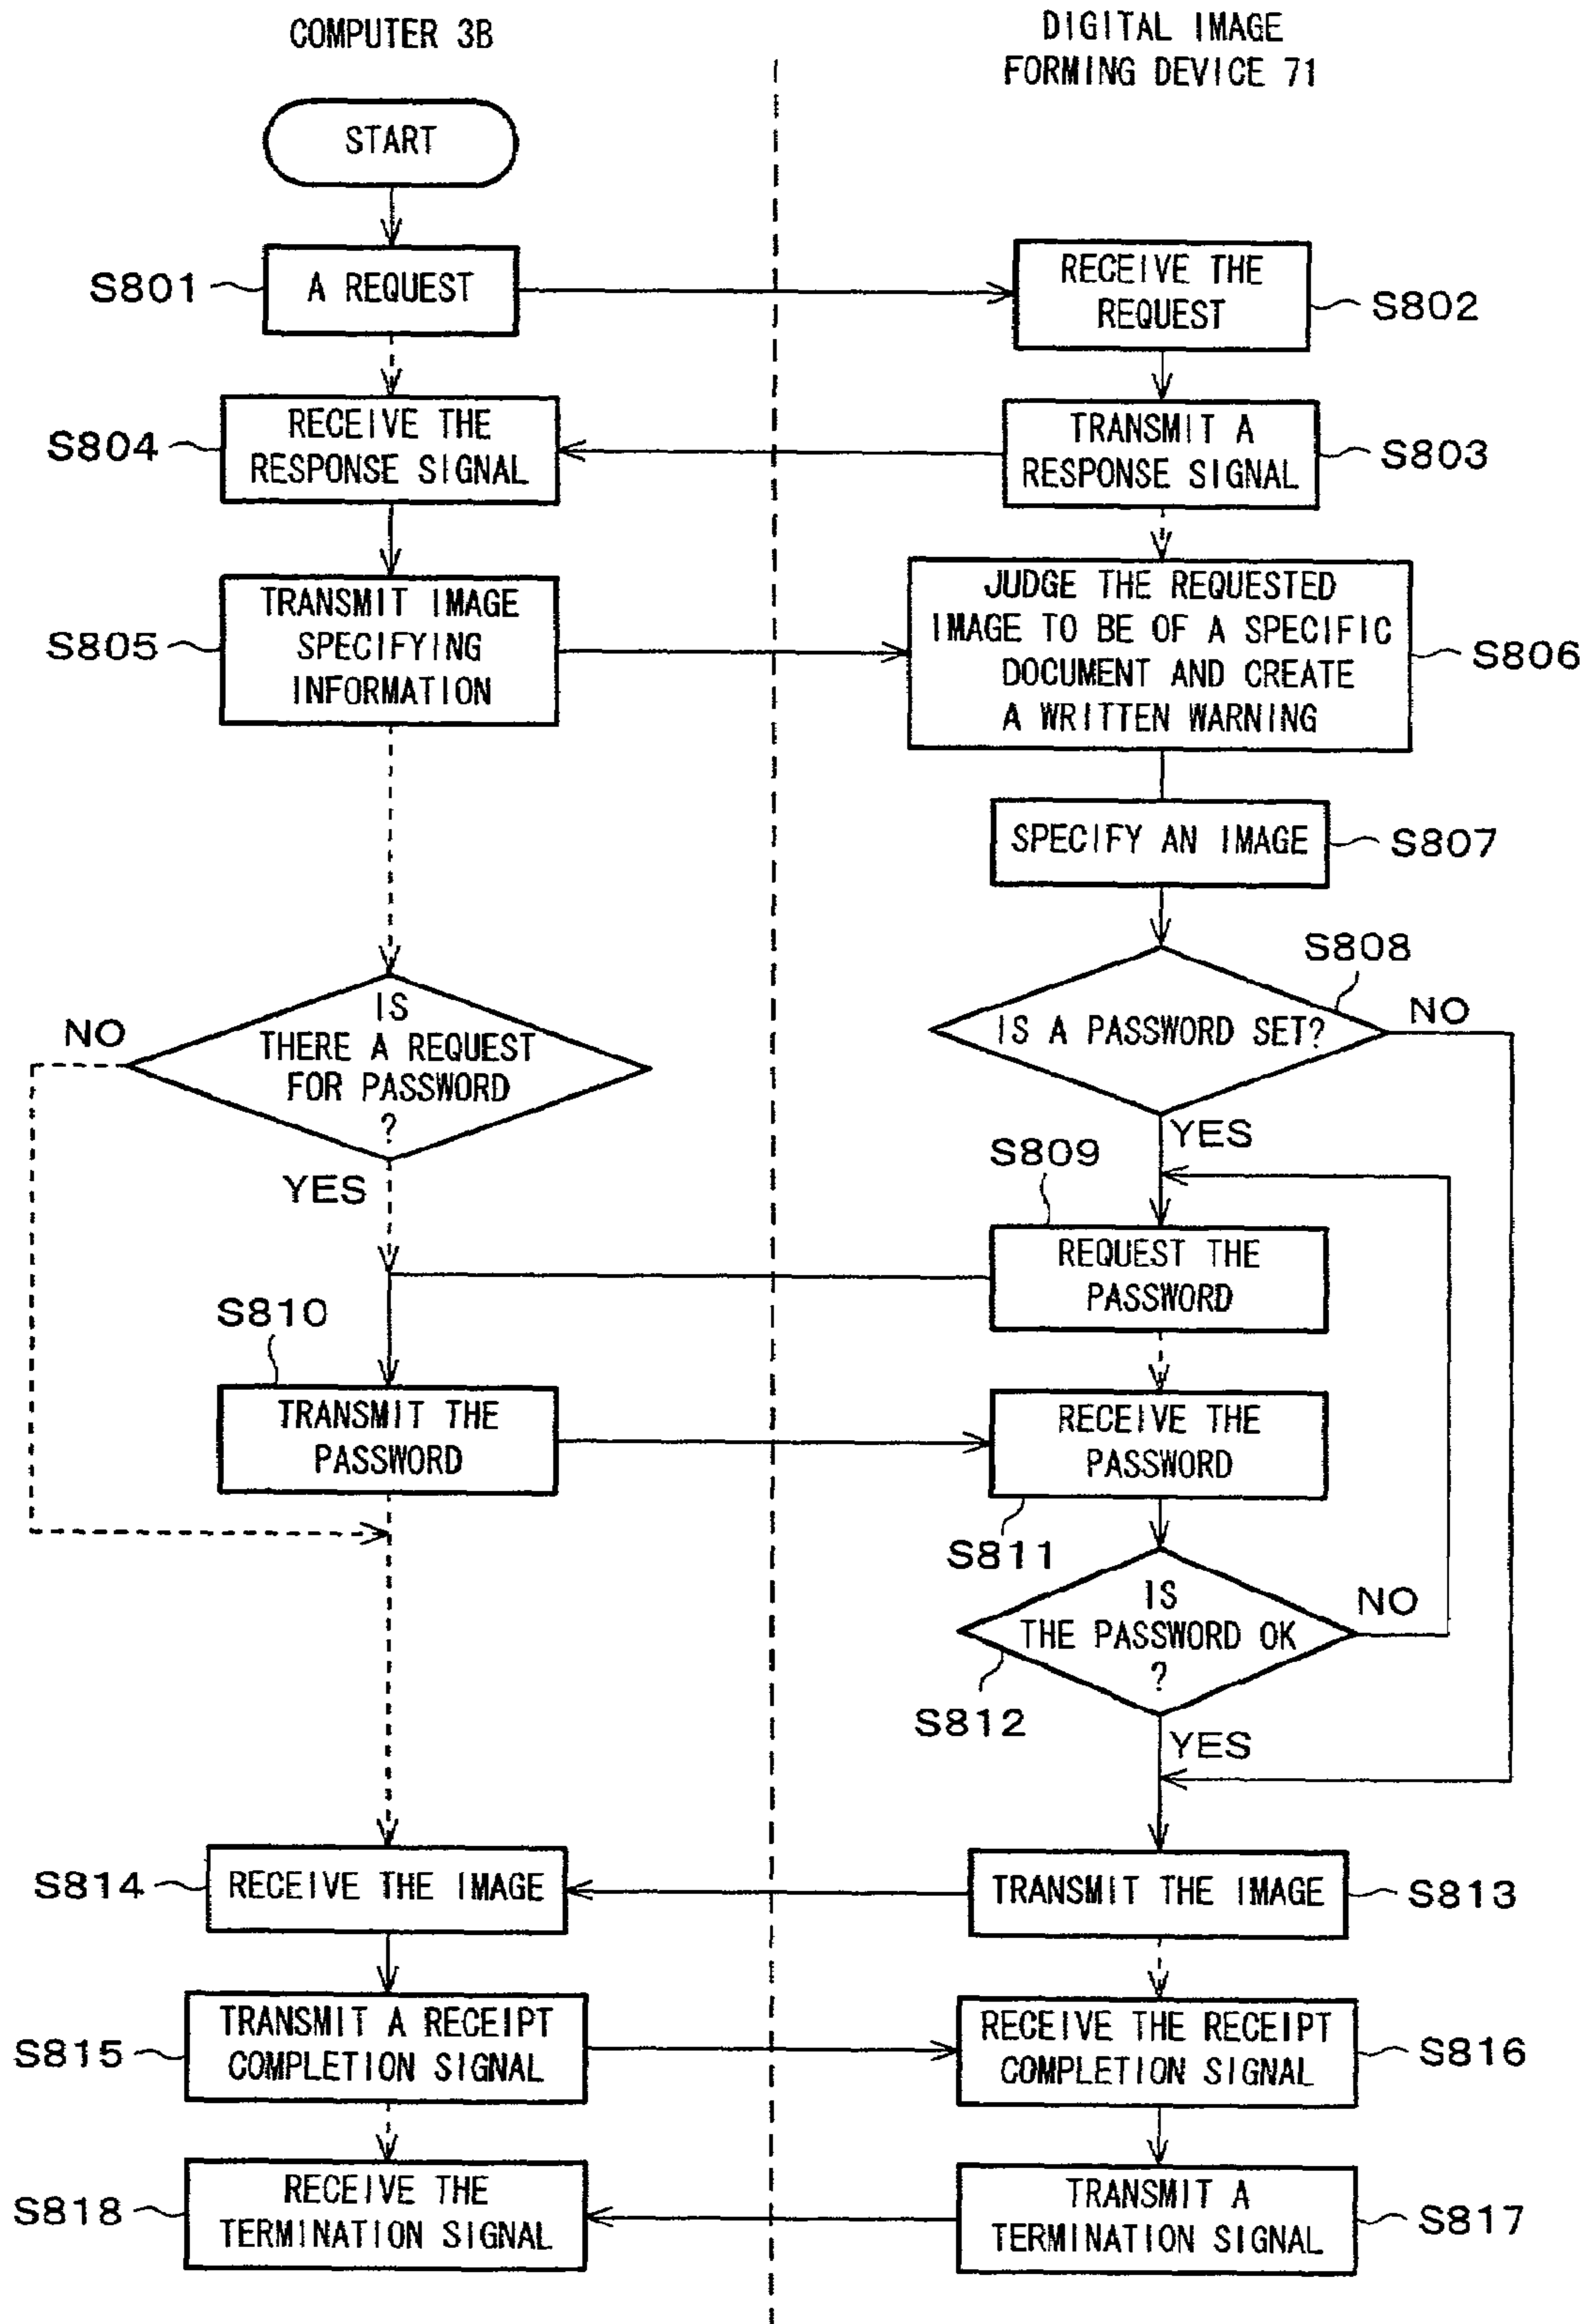 COMPUTER 3B
DIGITAL IMAGE
FORMING DEVICE 71
START
S801
A REQUEST
RECEIVE THE
REQUEST
S802
S804
RECEIVE THE
RESPONSE SIGNAL
TRANSMIT A
RESPONSE SIGNAL
S803
S805
TRANSMIT IMAGE
SPECIFYING
INFORMATION
JUDGE THE REQUESTED
IMAGE TO BE OF A SPECIFIC
DOCUMENT AND CREATE
A WRITTEN WARNING
S806
SPECIFY AN IMAGE
S807
S808
IS A PASSWORD SET?
NO
YES
NO
IS
THERE A REQUEST
FOR PASSWORD
?
YES
S809
REQUEST THE
PASSWORD
S810
TRANSMIT THE
PASSWORD
RECEIVE THE
PASSWORD
S811
IS
THE PASSWORD OK
?
NO
S812
YES
S814
RECEIVE THE IMAGE
TRANSMIT THE IMAGE
S813
S815
TRANSMIT A RECEIPT
COMPLETION SIGNAL
RECEIVE THE RECEIPT
COMPLETION SIGNAL
S816
S818
RECEIVE THE
TERMINATION SIGNAL
TRANSMIT A
TERMINATION SIGNAL
S817